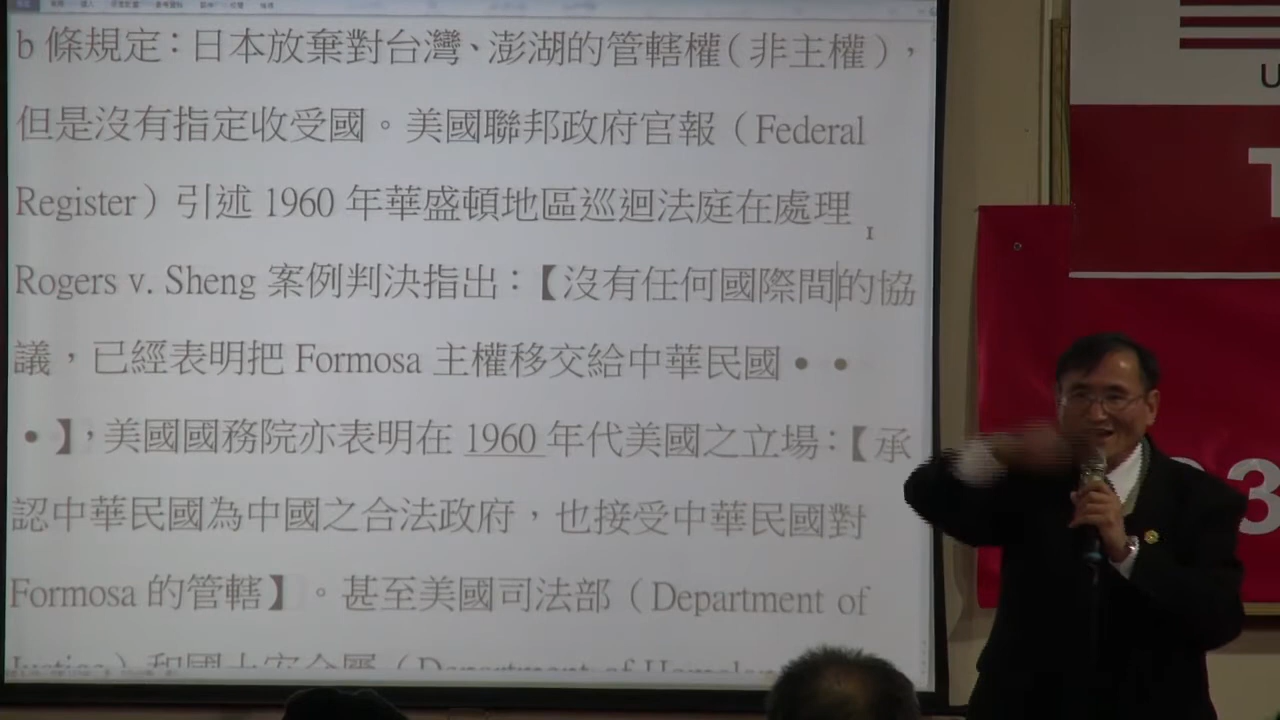 b 條規定：日本放棄對台灣、澎湖的管轄權（非主權），
但是沒有指定收受國。美國聯邦政府官報（Federal
Register）引述 1960 年華盛頓地區巡迴法庭在處理
Rogers v. Sheng 案例判決指出：【沒有任何國際間的協
議，已經表明把 Formosa 主權移交給中華民國・・
・】，美國國務院亦表明在 1960 年代美國之立場：【承
認中華民國為中國之合法政府，也接受中華民國對
Formosa 的管轄】。甚至美國司法部（Department of
U
T
3